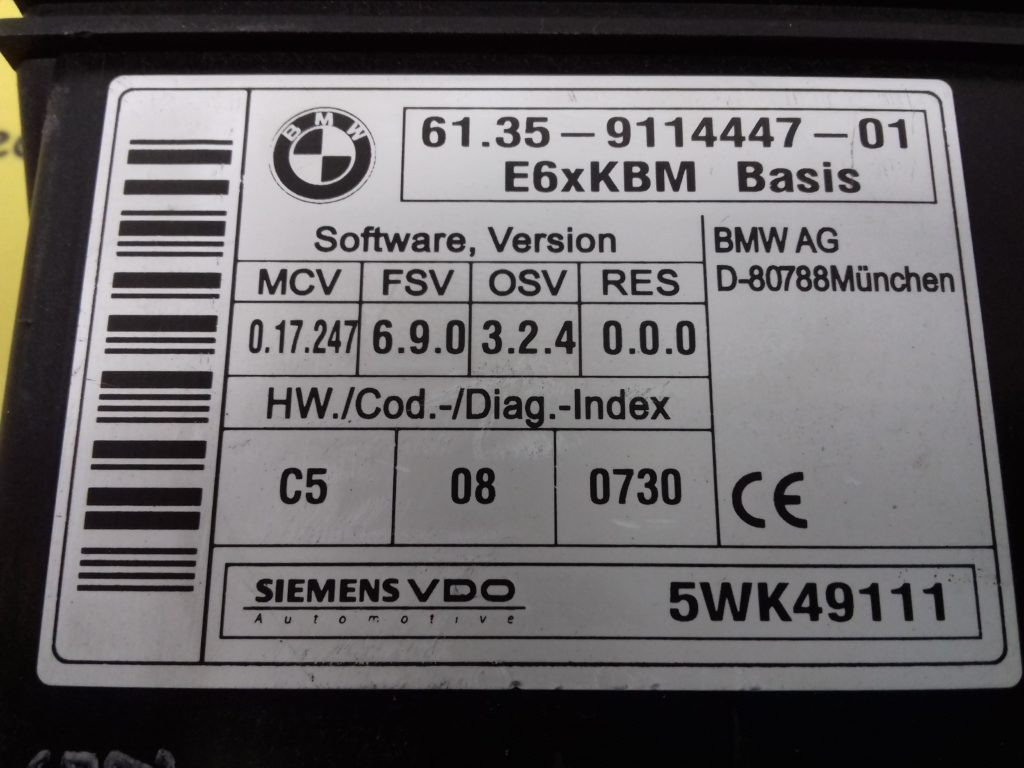 BMW
61.35-9114447-01
E6xKBM Basis
Software, Version
MCV FSV OSV RES
0.17.247 6.9.0 3.2.4 0.0.0
BMW AG
D-80788München
HW./Cod.-/Diag.-Index
C5 08 0730
CE
SIEMENS VDO
Automotive
5WK49111